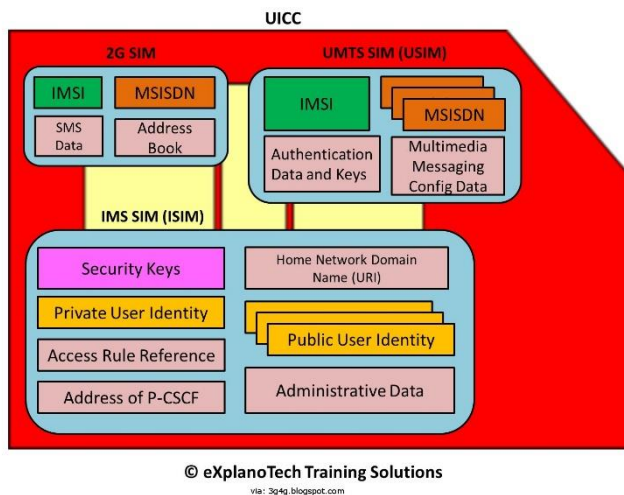 UICC
2G SIM
UMTS SIM (USIM)
IMSI
MSISDN
SMS
Data
Address
Book
IMSI
MSISDN
Authentication
Data and Keys
Multimedia
Messaging
Config Data
IMS SIM (ISIM)
Security Keys
Home Network Domain
Name (URI)
Private User Identity
Public User Identity
Access Rule Reference
Address of P-CSCF
Administrative Data
© eXplanoTech Training Solutions
via: 3g4g.blogspot.com